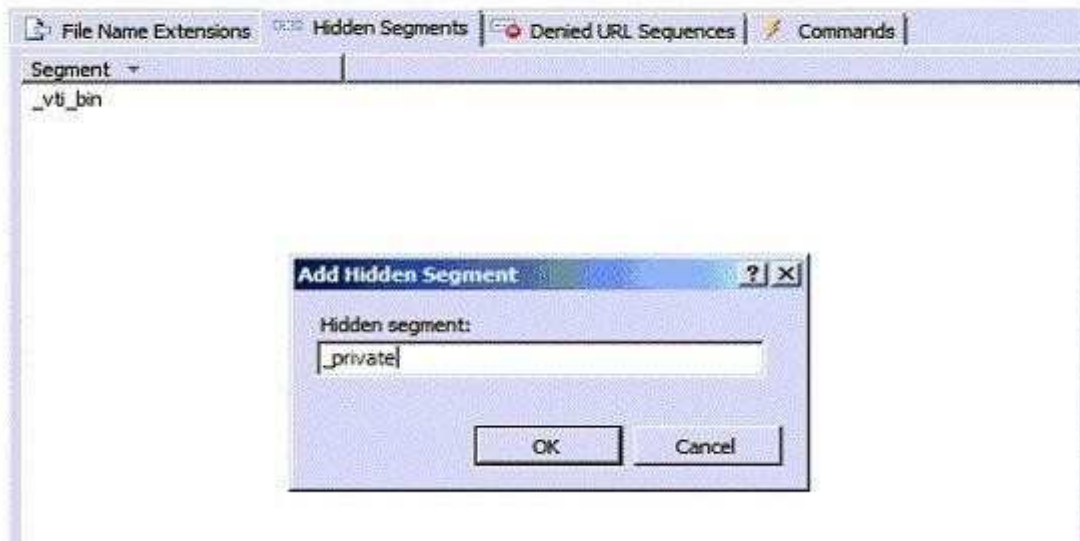 File Name Extensions Hidden Segments Denied URL Sequences Commands
Segment
_vti_bin
Add Hidden Segment
Hidden segment:
_private
OK Cancel